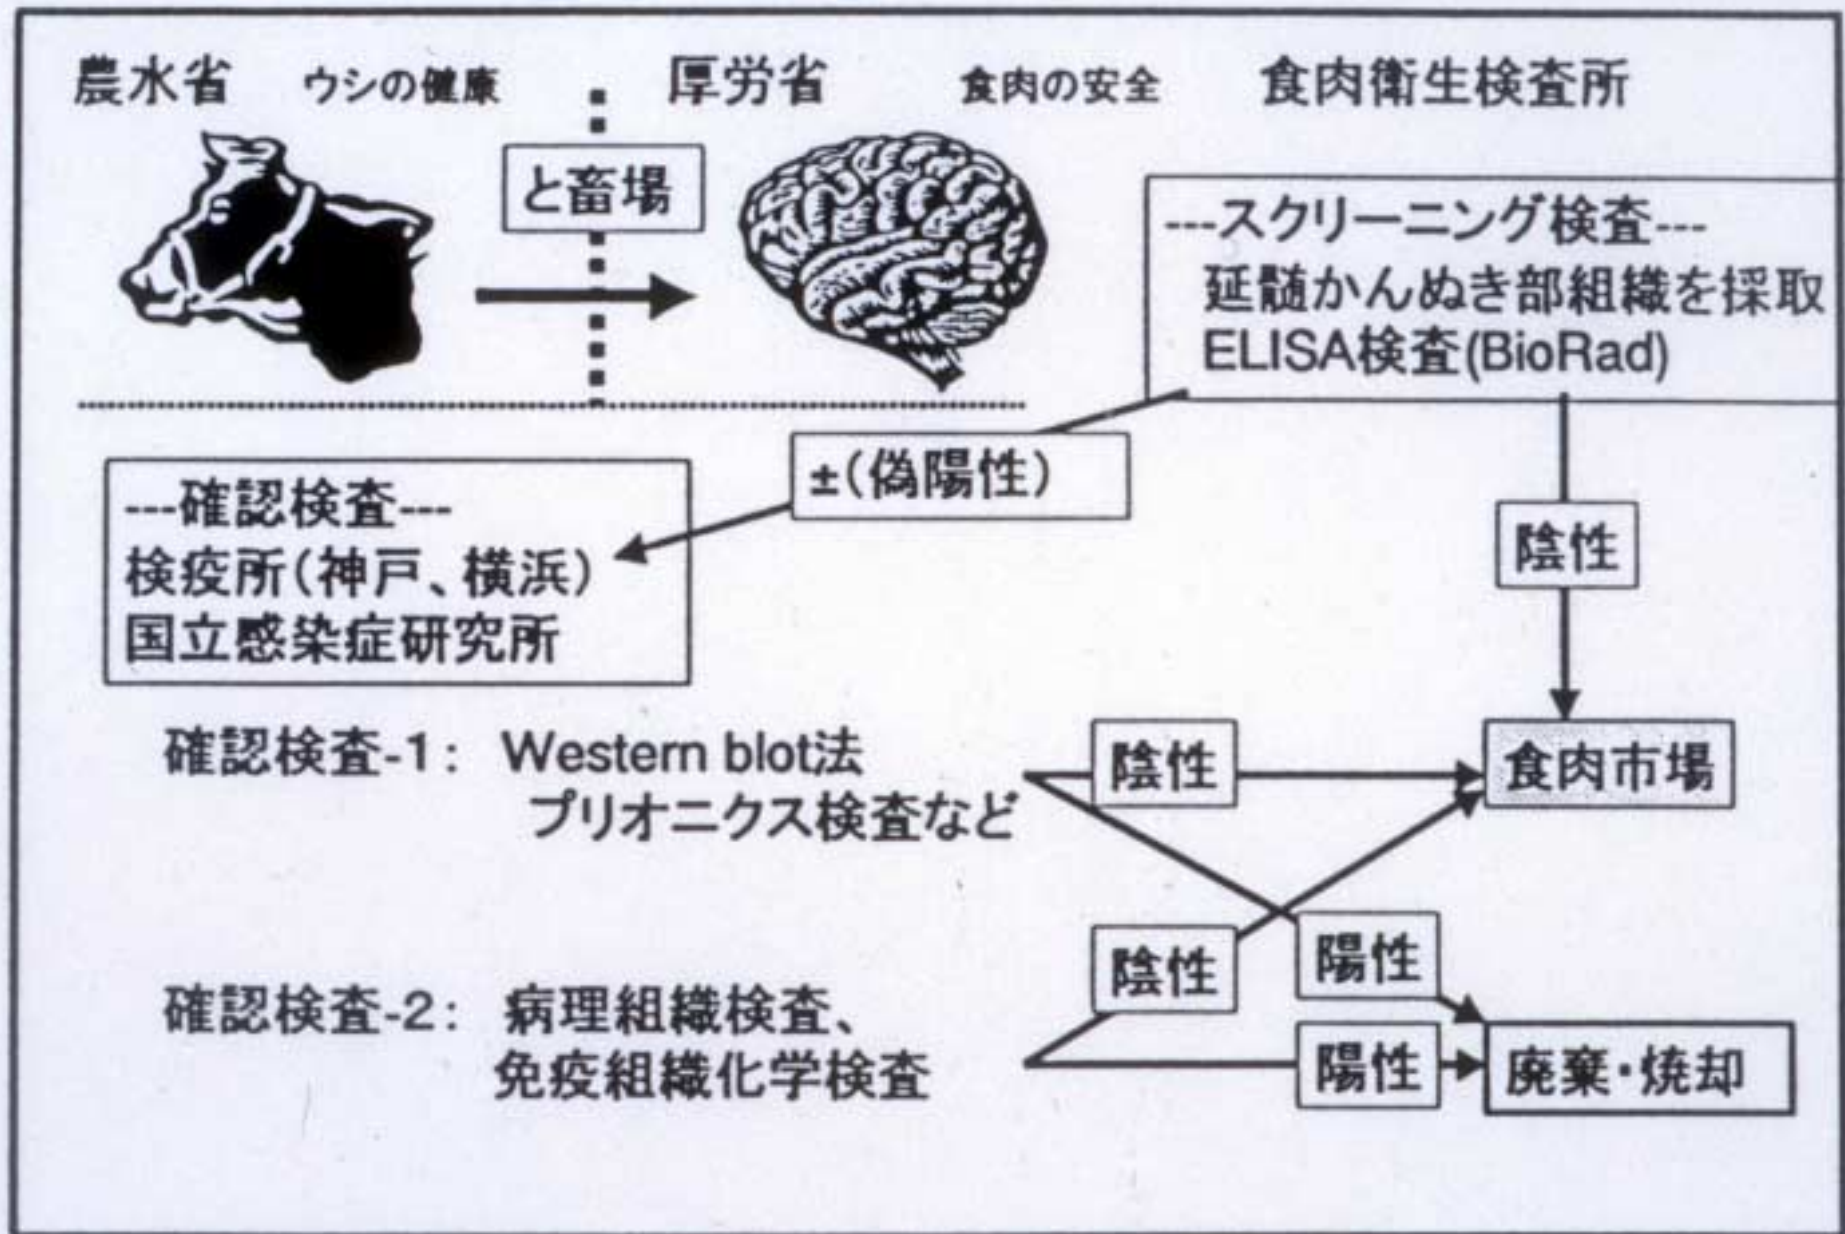 農水省 ウシの健康 厚労省 食肉の安全 食肉衛生検査所
と畜場
---スクリーニング検査---
延髄かんぬき部組織を採取
ELISA検査(BioRad)
±(偽陽性)
---確認検査---
検疫所(神戸、横浜)
国立感染症研究所
陰性
確認検査-1: Western blot法
プリオニクス検査など
陰性
食肉市場
陰性
陽性
確認検査-2: 病理組織検査、
免疫組織化学検査
陽性
廃棄・焼却